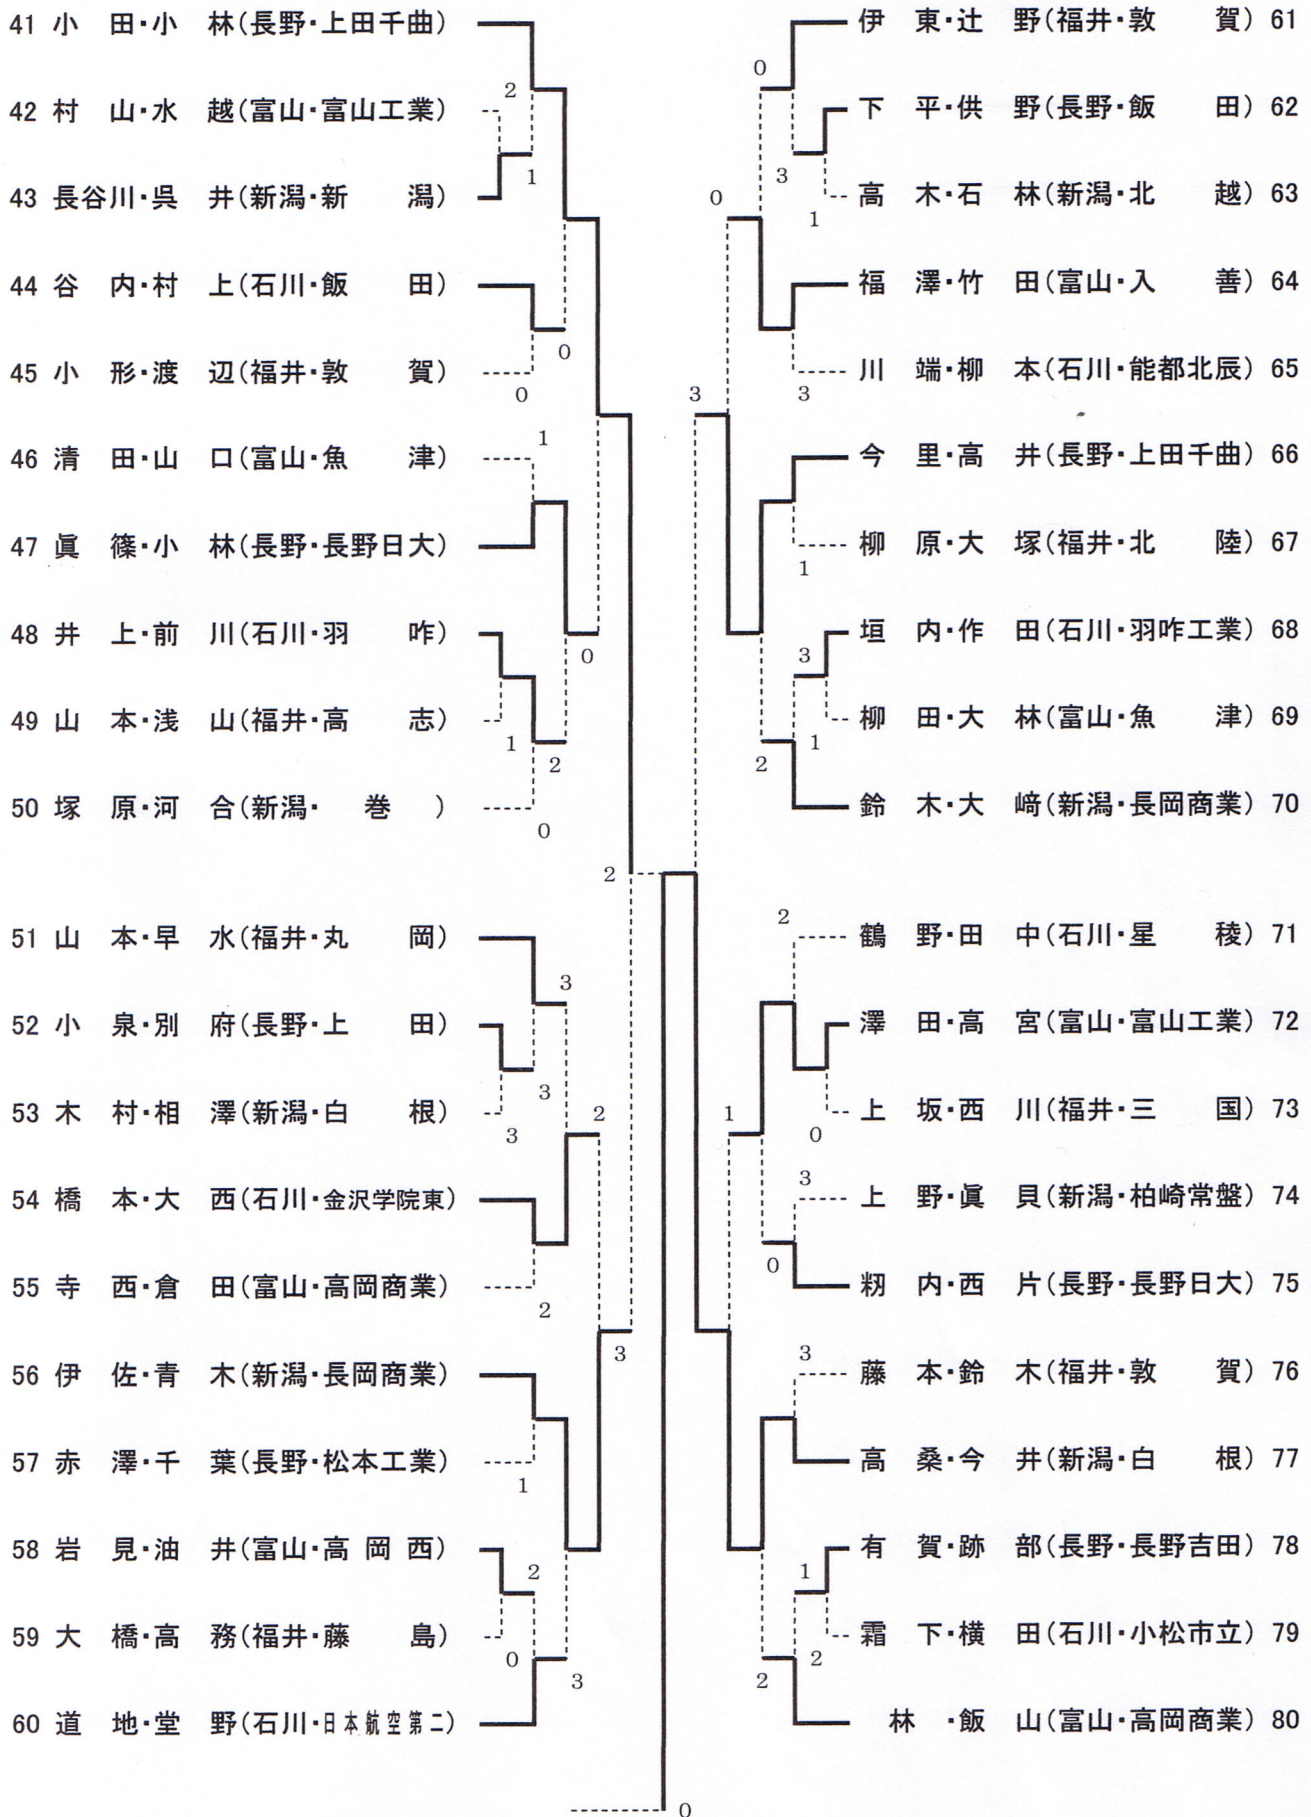 41 小 田・小 林(長野・上田千曲)
2
42 村 山・水 越(富山・富山工業)
1
43 長谷川・呉 井(新潟・新 潟)
44 谷 内・村 上(石川・飯 田)
0
45 小 形・渡 辺(福井・敦 賀)
0
1
46 清 田・山 口(富山・魚 津)
47 眞 篠・小 林(長野・長野日大)
48 井 上・前 川(石川・羽 咋)
0
49 山 本・浅 山(福井・高 志)
1
2
50 塚 原・河 合(新潟・ 巻 )
0
2
51 山 本・早 水(福井・丸 岡)
3
52 小 泉・別 府(長野・上 田)
3
53 木 村・相 澤(新潟・白 根)
3
2
54 橋 本・大 西(石川・金沢学院東)
55 寺 西・倉 田(富山・高岡商業)
2
3
56 伊 佐・青 木(新潟・長岡商業)
57 赤 澤・千 葉(長野・松本工業)
1
58 岩 見・油 井(富山・高 岡 西)
2
59 大 橋・高 務(福井・藤 島)
0
3
60 道 地・堂 野(石川・日本航空第二)
伊 東・辻 野(福井・敦 賀) 61
0
下 平・供 野(長野・飯 田) 62
3
高 木・石 林(新潟・北 越) 63
0
1
福 澤・竹 田(富山・入 善) 64
川 端・柳 本(石川・能都北辰) 65
3
3
今 里・高 井(長野・上田千曲) 66
柳 原・大 塚(福井・北 陸) 67
1
垣 内・作 田(石川・羽咋工業) 68
3
柳 田・大 林(富山・魚 津) 69
1
2
鈴 木・大 﨑(新潟・長岡商業) 70
2
鶴 野・田 中(石川・星 稜) 71
澤 田・高 宮(富山・富山工業) 72
上 坂・西 川(福井・三 国) 73
1
0
3
上 野・眞 貝(新潟・柏崎常盤) 74
0
籾 内・西 片(長野・長野日大) 75
3
藤 本・鈴 木(福井・敦 賀) 76
高 桑・今 井(新潟・白 根) 77
有 賀・跡 部(長野・長野吉田) 78
1
霜 下・横 田(石川・小松市立) 79
2
2
林 ・飯 山(富山・高岡商業) 80
0